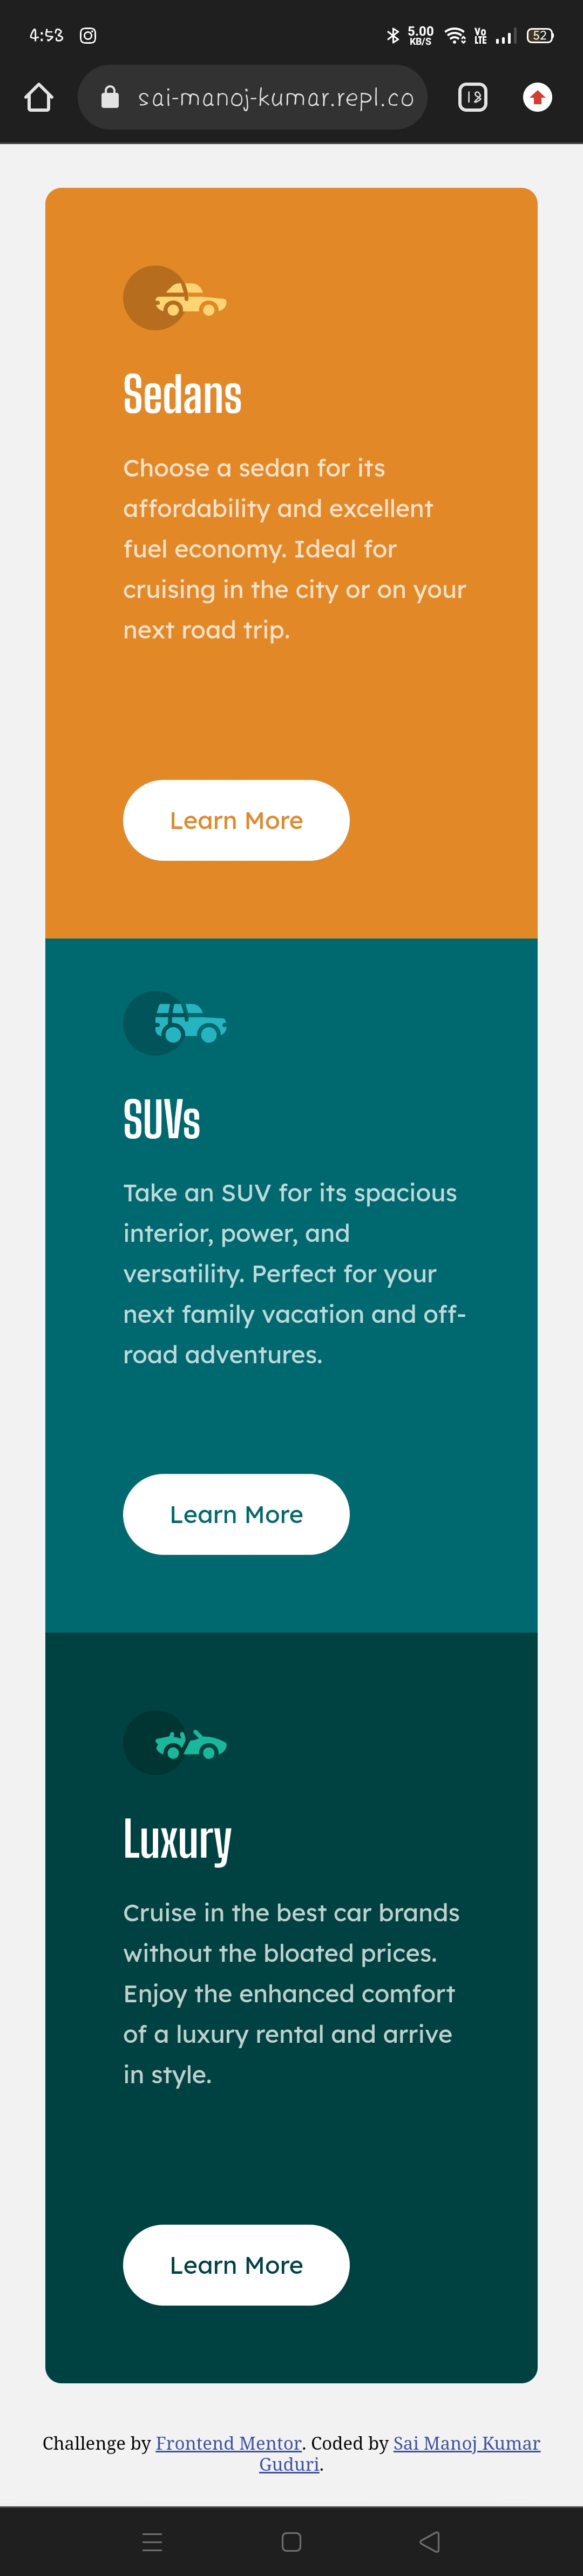 4:53
5.00
KB/S
Vo
LTE
52
sai-manoj-kumar.repl.co
18
Sedans
Choose a sedan for its
affordability and excellent
fuel economy. Ideal for
cruising in the city or on your
next road trip.
Learn More
SUVs
Take an SUV for its spacious
interior, power, and
versatility. Perfect for your
next family vacation and off-
road adventures.
Learn More
Luxury
Cruise in the best car brands
without the bloated prices.
Enjoy the enhanced comfort
of a luxury rental and arrive
in style.
Learn More
Challenge by Frontend Mentor. Coded by Sai Manoj Kumar
Guduri.